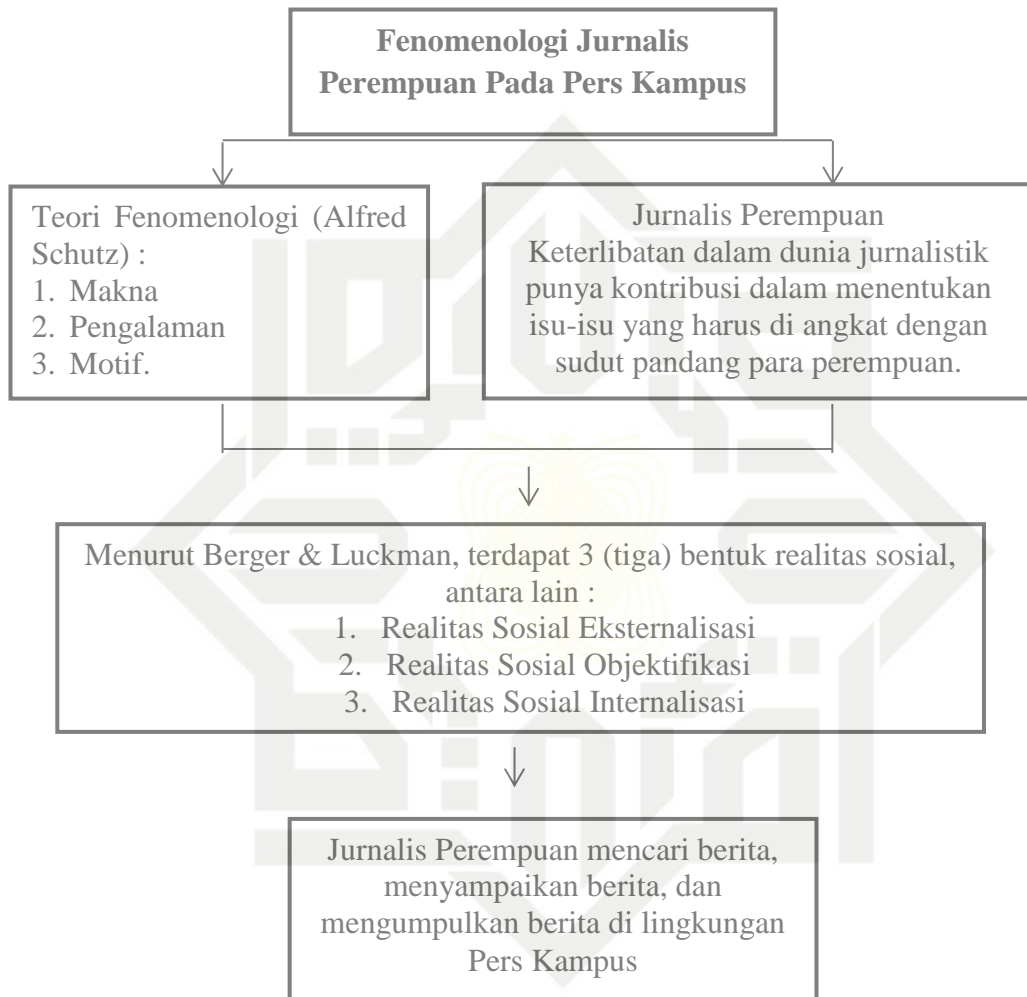 Fenomenologi Jurnalis
Perempuan Pada Pers Kampus
Teori Fenomenologi (Alfred
Schutz) :
1. Makna
2. Pengalaman
3. Motif.
Jurnalis Perempuan
Keterlibatan dalam dunia jurnalistik
punya kontribusi dalam menentukan
isu-isu yang harus di angkat dengan
sudut pandang para perempuan.
Menurut Berger & Luckman, terdapat 3 (tiga) bentuk realitas sosial,
antara lain :
1. Realitas Sosial Eksternalisasi
2. Realitas Sosial Objektifikasi
3. Realitas Sosial Internalisasi
Jurnalis Perempuan mencari berita,
menyampaikan berita, dan
mengumpulkan berita di lingkungan
Pers Kampus